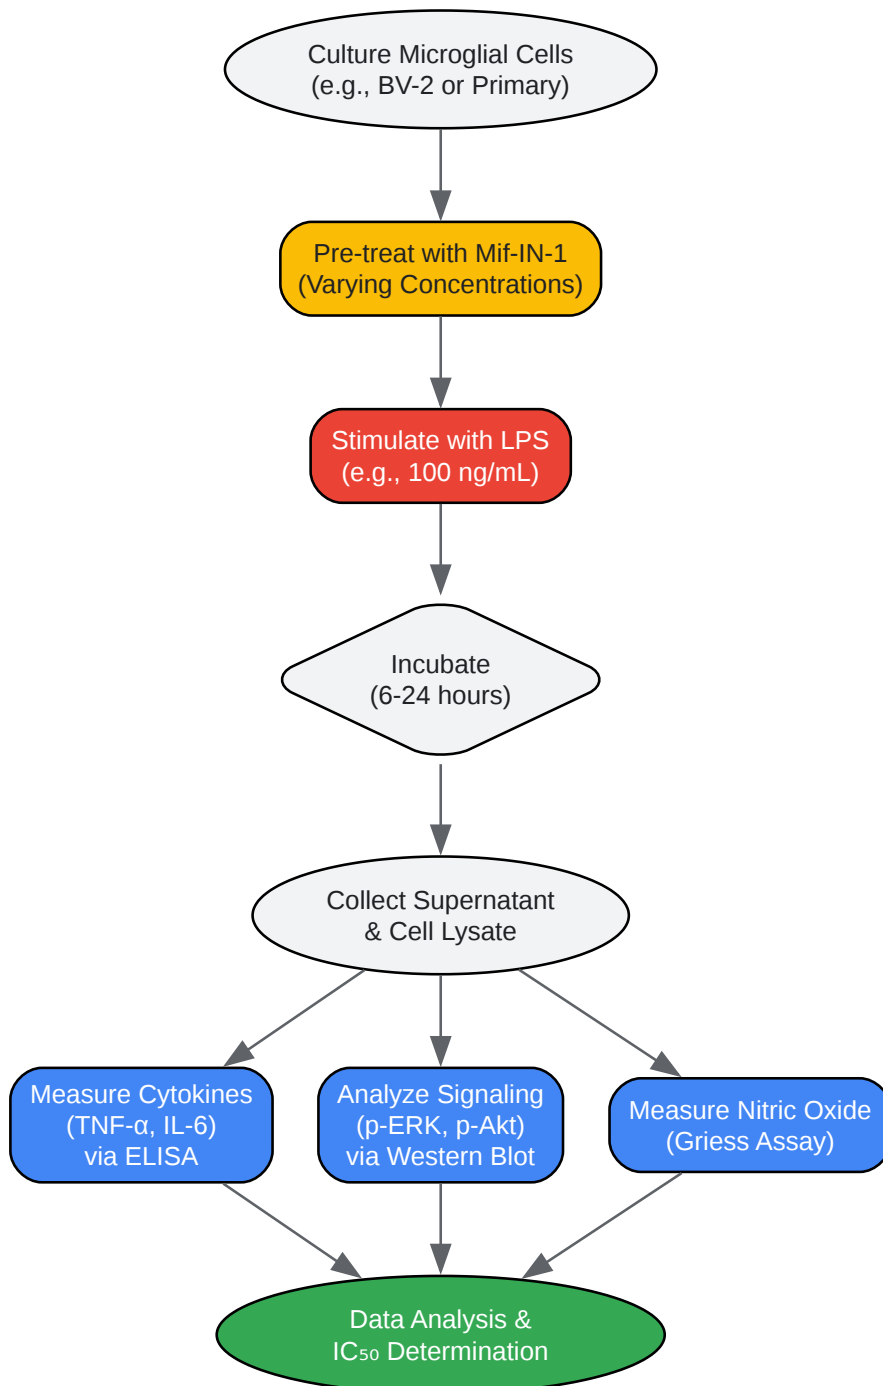 Culture Microglial Cells
(e.g., BV-2 or Primary)
Pre-treat with Mif-IN-1
(Varying Concentrations)
Stimulate with LPS
(e.g., 100 ng/mL)
Incubate
(6-24 hours)
Collect Supernatant
& Cell Lysate
Measure Cytokines
(TNF-α, IL-6)
via ELISA
Analyze Signaling
(p-ERK, p-Akt)
via Western Blot
Measure Nitric Oxide
(Griess Assay)
Data Analysis &
IC₅₀ Determination